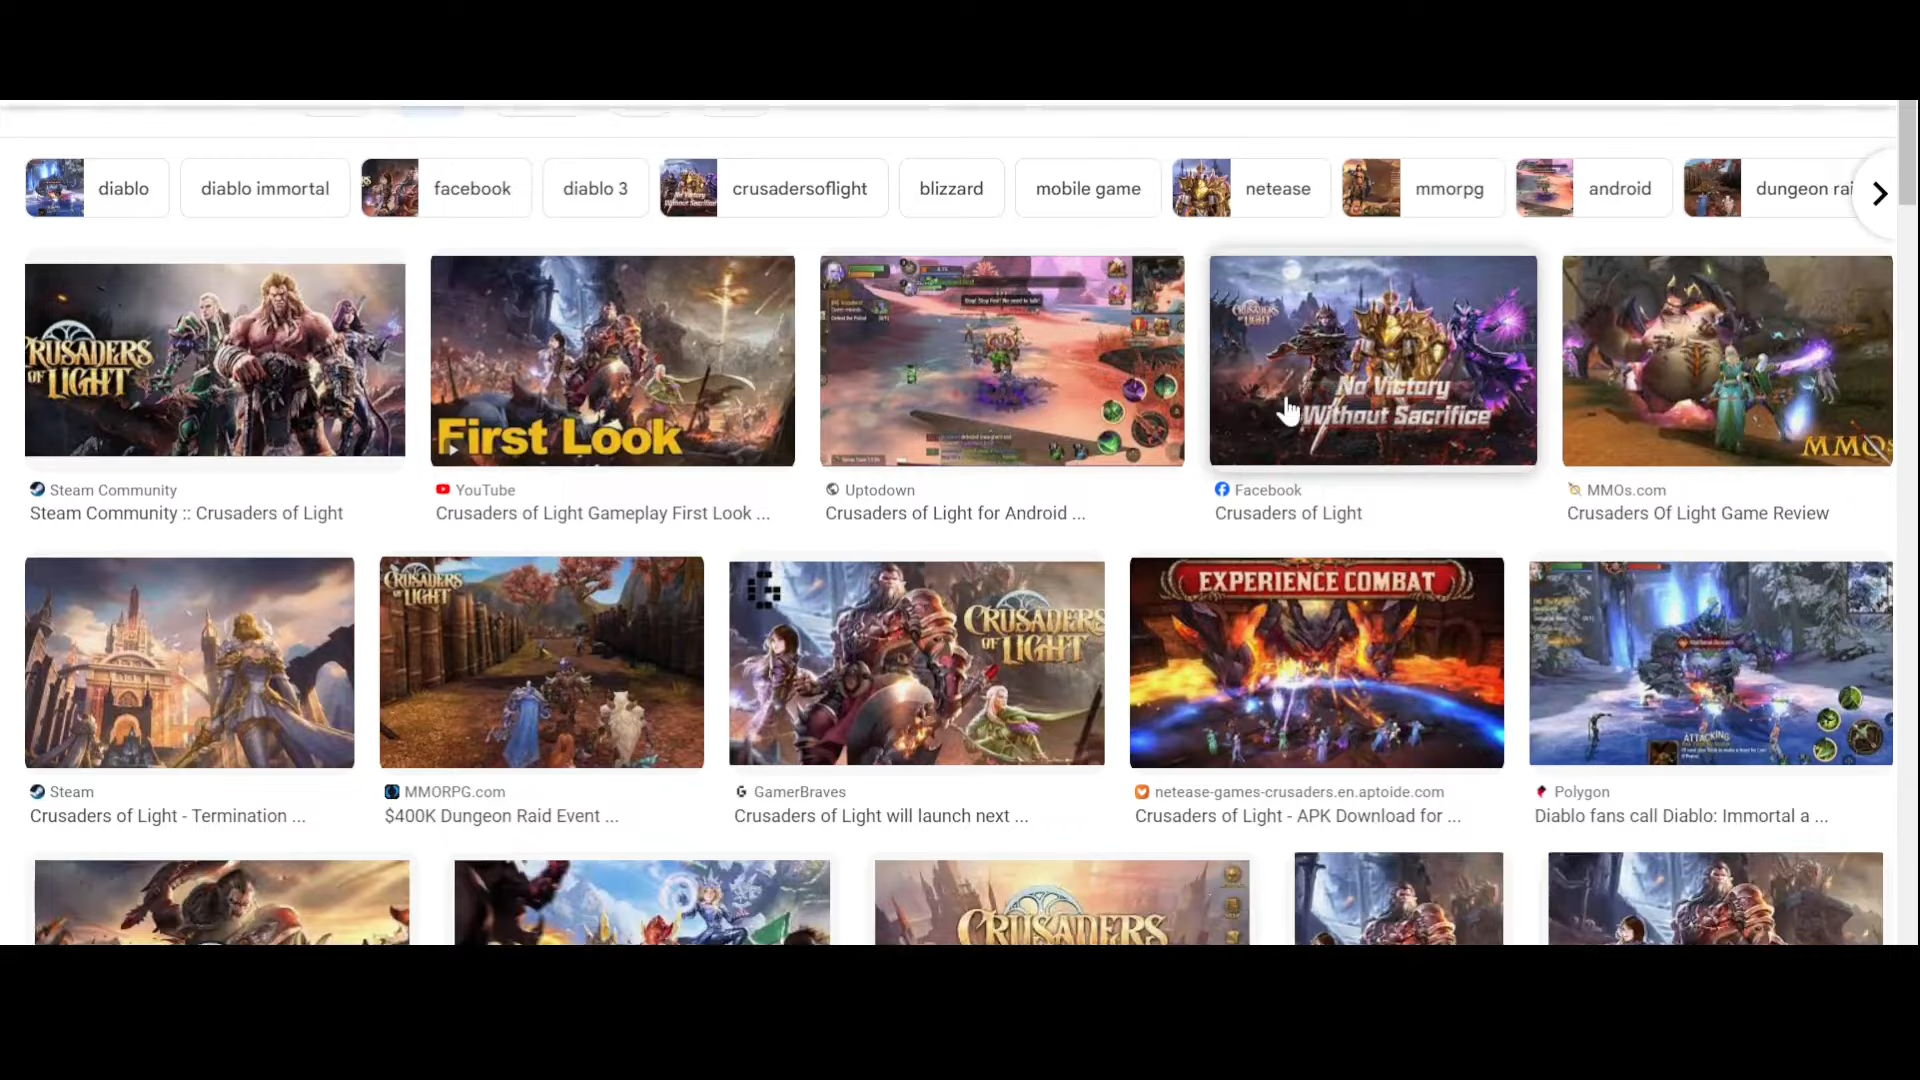 diablo
diablo immortal
facebook
diablo 3
crusadersoflight
blizzard
mobile game
netease
mmorpg
android
dungeon rai
RUSADERS
OF LIGHT
First Look
CRUSADERS
OF LIGHT
No Victory
Without Sacrifice
MMOs
Steam Community
Steam Community :: Crusaders of Light
YouTube
Crusaders of Light Gameplay First Look ...
Uptodown
Crusaders of Light for Android ...
Facebook
Crusaders of Light
MMOs.com
Crusaders Of Light Game Review
CRUSADERS
OF LIGHT
CRUSADERS
OF LIGHT
EXPERIENCE COMBAT
ATTACKING
Steam
Crusaders of Light - Termination ...
MMORPG.com
$400K Dungeon Raid Event ...
GamerBraves
Crusaders of Light will launch next ...
netease-games-crusaders.en.aptoide.com
Crusaders of Light - APK Download for ...
Polygon
Diablo fans call Diablo: Immortal a ...
CRUSADERS